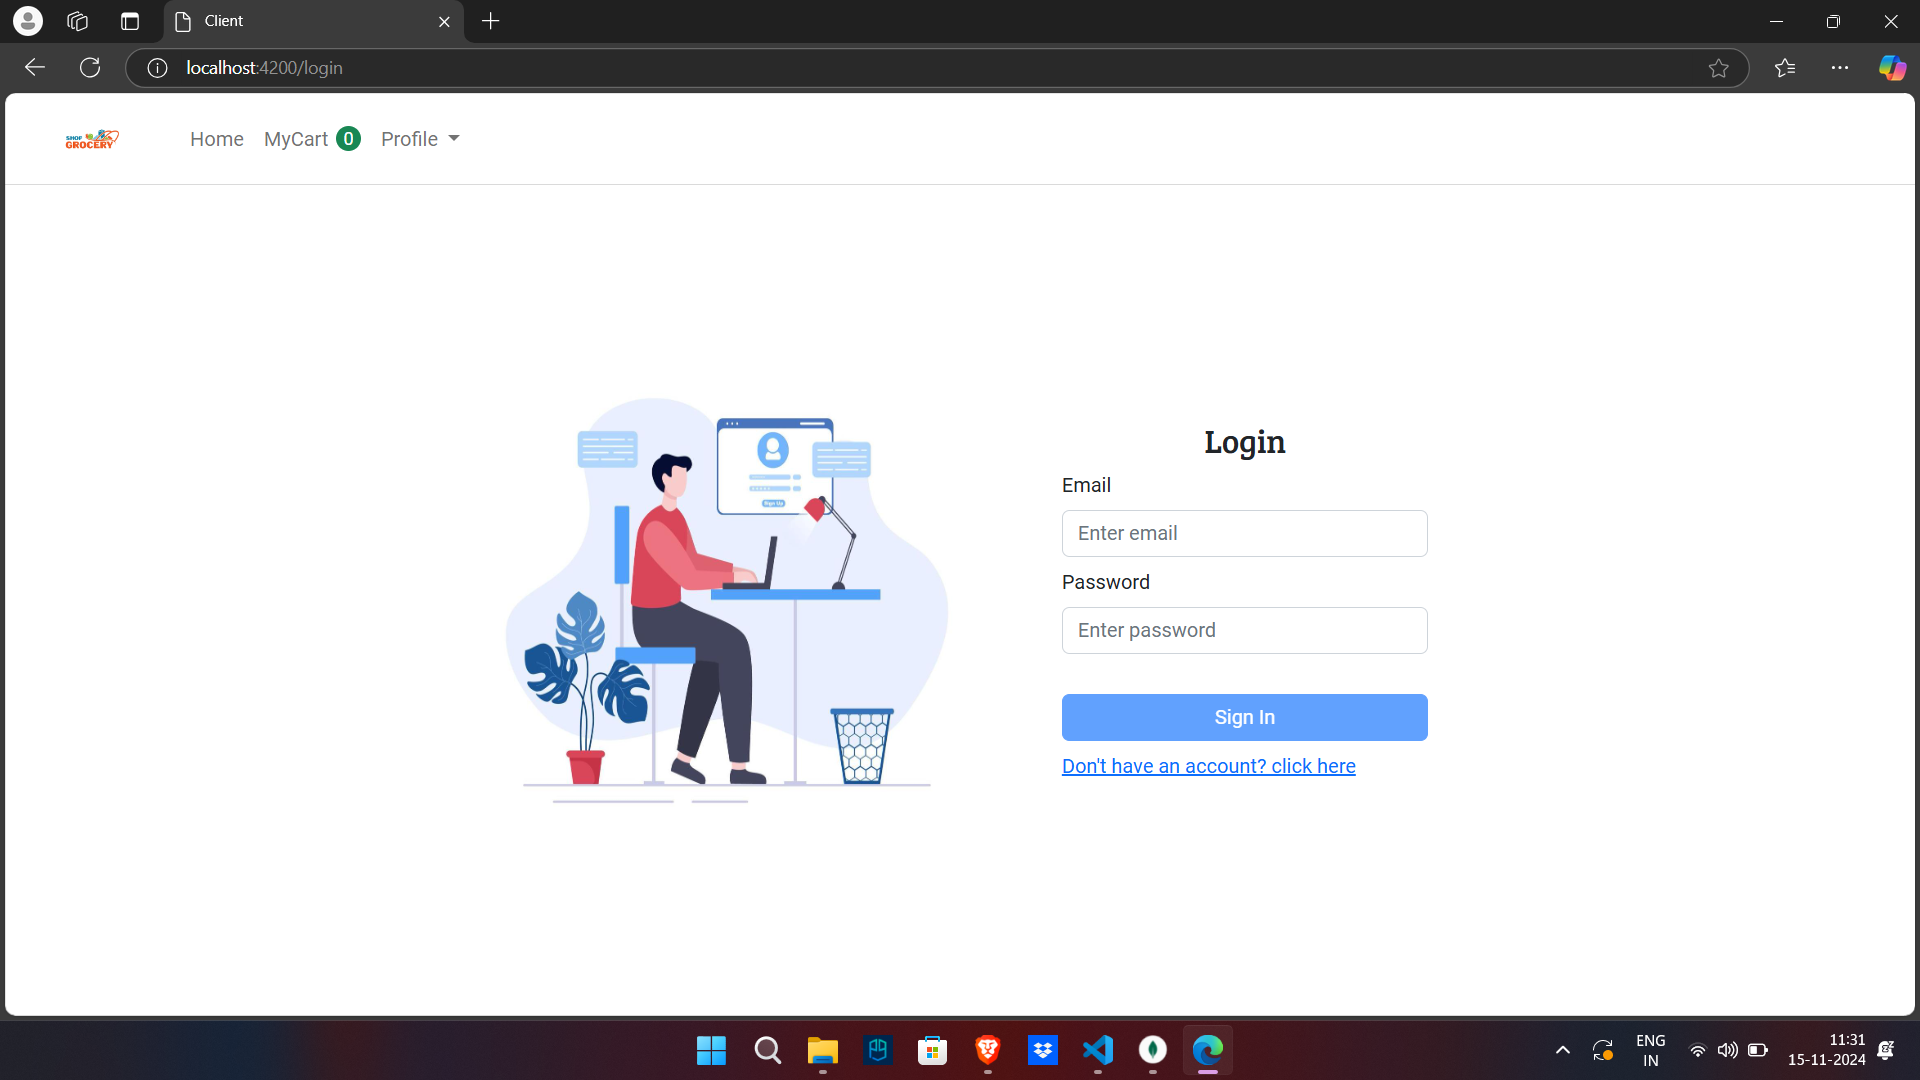 Client
localhost:4200/login
SHOP
GROCERY
Home MyCart 0 Profile
Login
Email
Enter email
Password
Enter password
Sign In
Don't have an account? click here
Sign Up
ENG
IN
11:31
15-11-2024